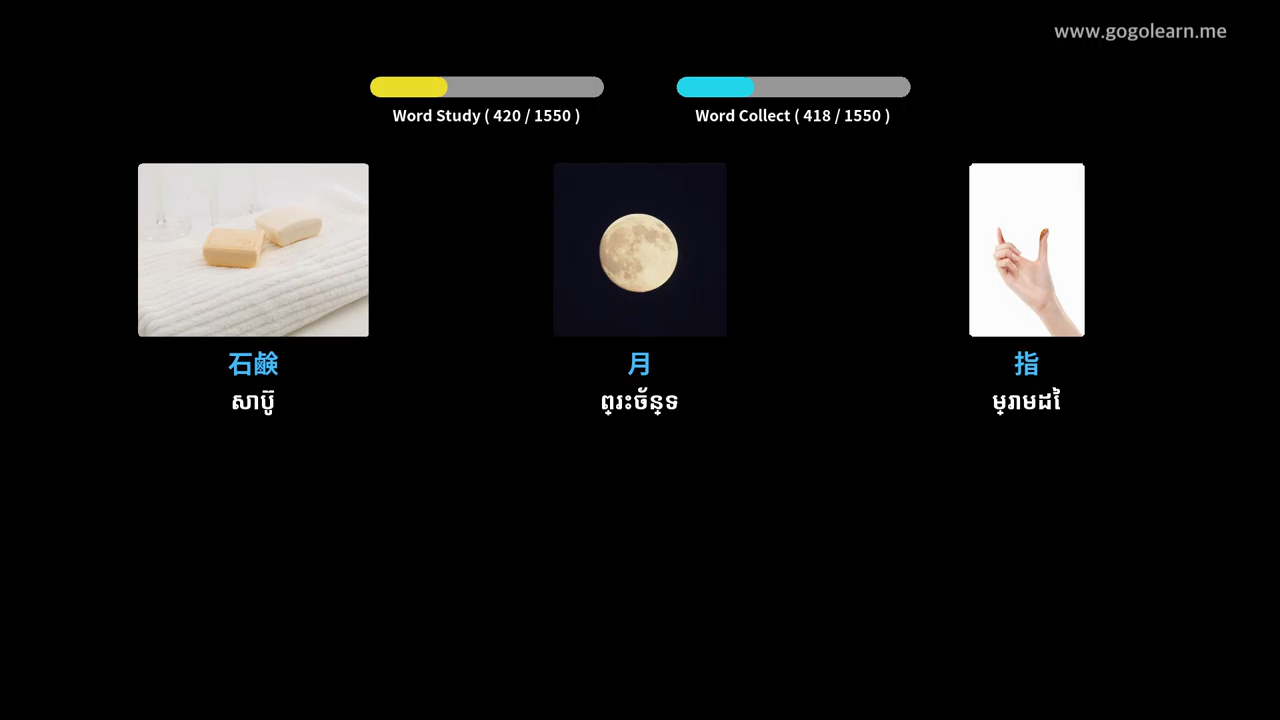 www.gogolearn.me
Word Study ( 420 / 1550 )
Word Collect ( 418 / 1550 )
石鹸
月
指
សាប៊ូ
ព្រះច័ន្ទ
ម្រាមដៃ